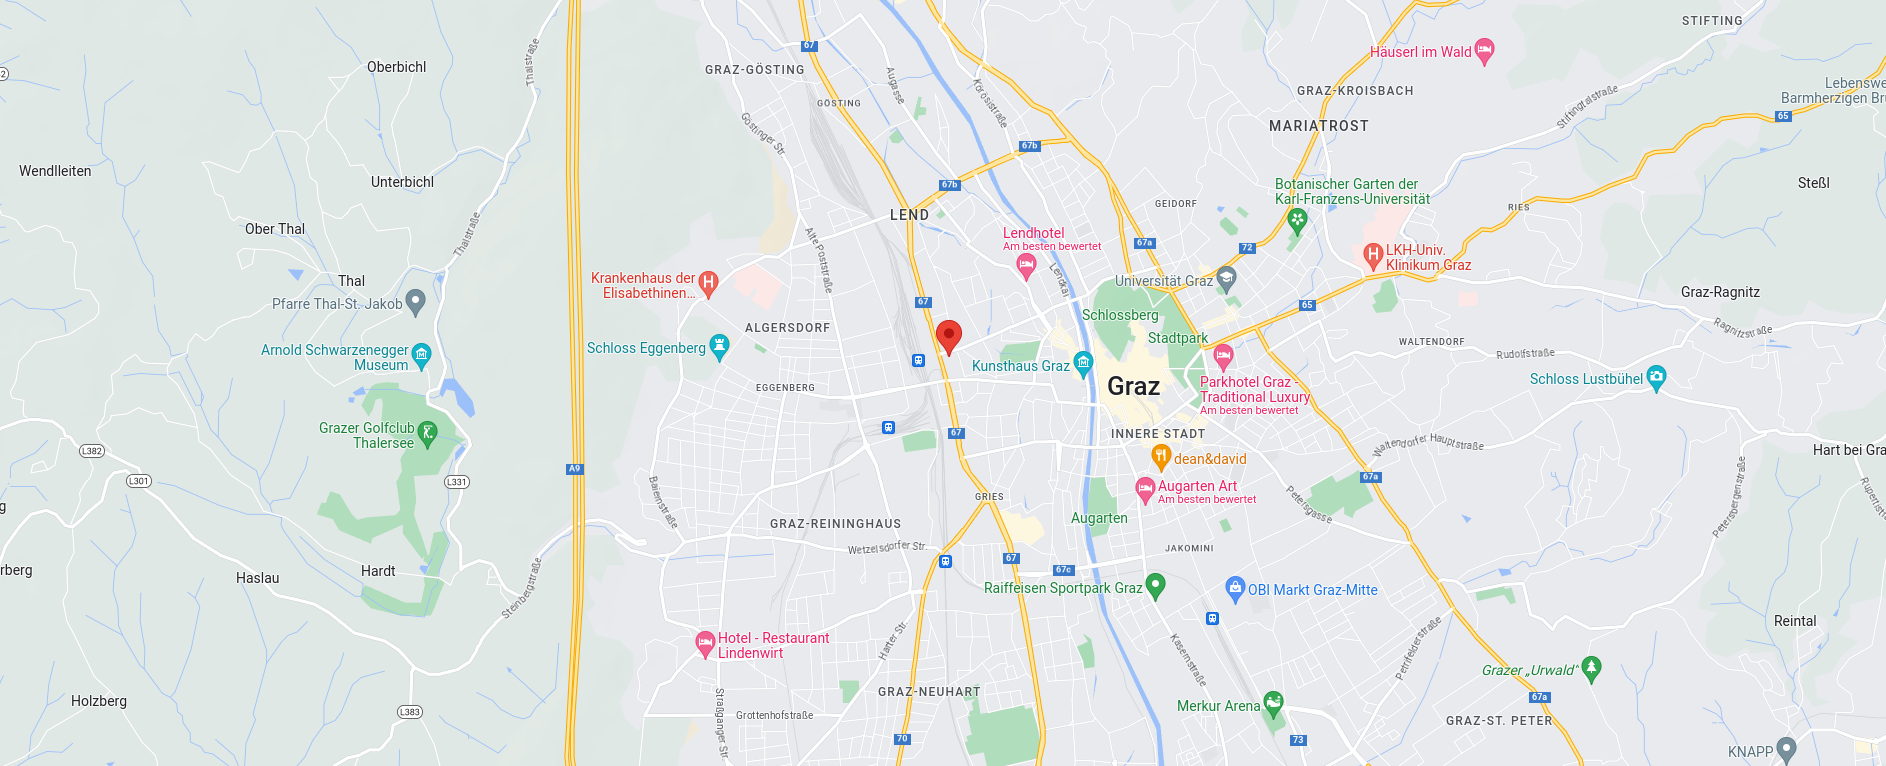 STIFTING
Thalstraße
67
Häuserl im Wald
Oberbichl
GRAZ-GÖSTING
Augasse
Körösistraße
GRAZ-KROISBACH
Lebenswe
Barmherzigen Br
GÖSTING
Stiftingtalstraße
65
Göstinger Str
MARIATROST
67b
Wendlleiten
Unterbichl
67b
Botanischer Garten der
Karl-Franzens-Universität
Steßl
GEIDORF
RIES
LEND
Ober Thal
Thalstraße
Alte Poststraße
Lendhotel
Am besten bewertet
67a
72
LKH-Univ.
Klinikum Graz
Thal
Krankenhaus der
Elisabethinen...
Lendkai
Universität Graz
Graz-Ragnitz
Pfarre Thal-St. Jakob
67
65
Schlossberg
ALGERSDORF
Ragnitzstraße
Stadtpark
WALTENDORF
Arnold Schwarzenegger
Museum
Schloss Eggenberg
Rudolfstraße
Kunsthaus Graz
Schloss Lustbühel
EGGENBERG
Graz
Parkhotel Graz -
Traditional Luxury
Am besten bewertet
Grazer Golfclub
Thalersee
67
INNERE STADT
Waltendorfer Hauptstraße
L382
Hart bei Gra
dean&david
A9
67a
L301
L331
Baiernstraße
Augarten Art
Am besten bewertet
GRIES
Petersgasse
Petersbergenstraße
Ruperti
g
Augarten
GRAZ-REININGHAUS
Wetzelsdorfer Str.
JAKOMINI
67
67c
rberg
Hardt
Haslau
Steinbergstraße
Raiffeisen Sportpark Graz
OBI Markt Graz-Mitte
Reintal
Hotel - Restaurant
Lindenwirt
Harter Str.
Kasernstraße
Petrifelderstraße
Grazer „Urwald"
GRAZ-NEUHART
67a
Holzberg
Straßganger Str
L383
Grottenhofstraße
Merkur Arena
GRAZ-ST. PETER
70
73
KNAPP